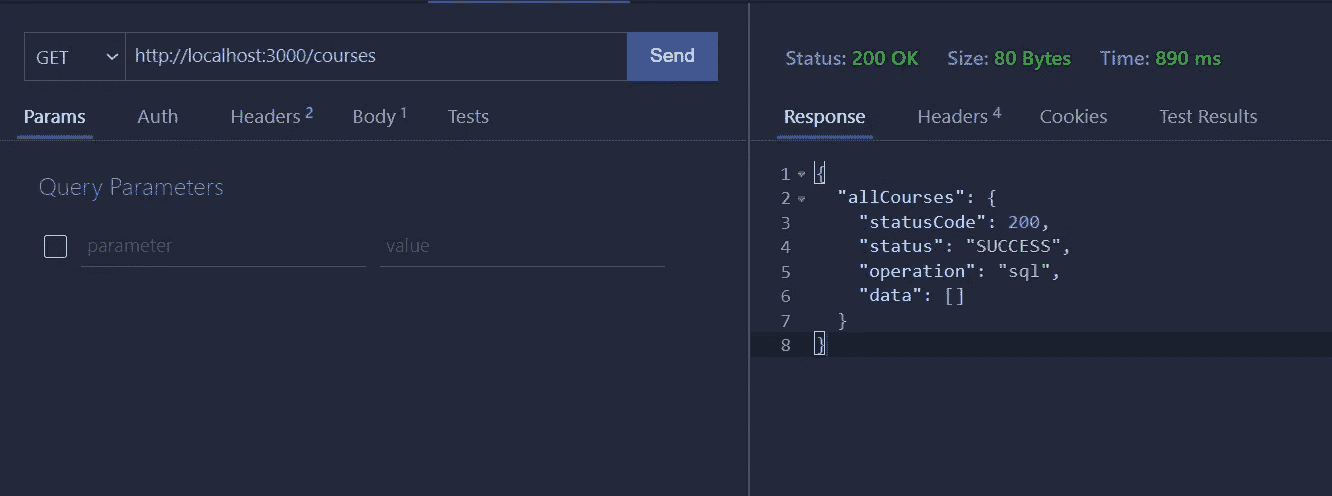 GET http://localhost:3000/courses Send
Params Auth Headers 2 Body 1 Tests
Query Parameters
parameter value
Status: 200 OK Size: 80 Bytes Time: 890 ms
Response Headers 4 Cookies Test Results
1 {
2 "allCourses": {
3 "statusCode": 200,
4 "status": "SUCCESS",
5 "operation": "sql",
6 "data": []
7 }
8 }